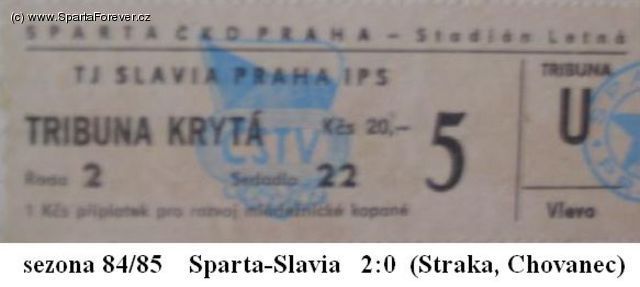 (c) www.SpartaForever.cz
SPARTA ČKD PRAHA – Stadión Letná
TJ SLAVIA PRAHA IPS
TRIBUNA KRYTÁ Kčs 20,–
Řada 2 Sedadlo 22
1 Kčs příplatek pro rozvoj mládežnické kopané
5
TRIBUNA
U
Vlevo
ČSTV
sezona 84/85 Sparta-Slavia 2:0 (Straka, Chovanec)